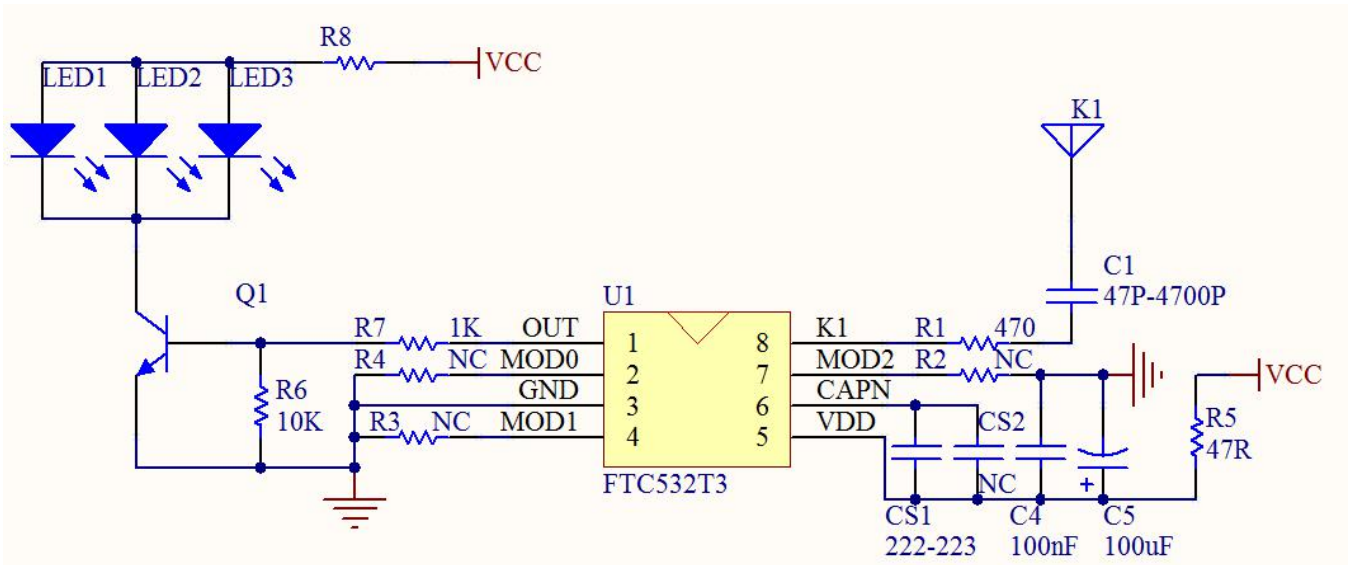 R8
VCC
LED1 LED2 LED3
K1
C1
47P-4700P
Q1
U1
R7 1K OUT 1
R4 NC MOD0 2
GND 3
R3 NC MOD1 4
R6
10K
8 K1 R1 470
7 MOD2 R2 NC
6 CAPN
5 VDD
FTC532T3
VCC
R5
47R
CS2
NC
CS1
222-223
C4
100nF
C5
100uF
+